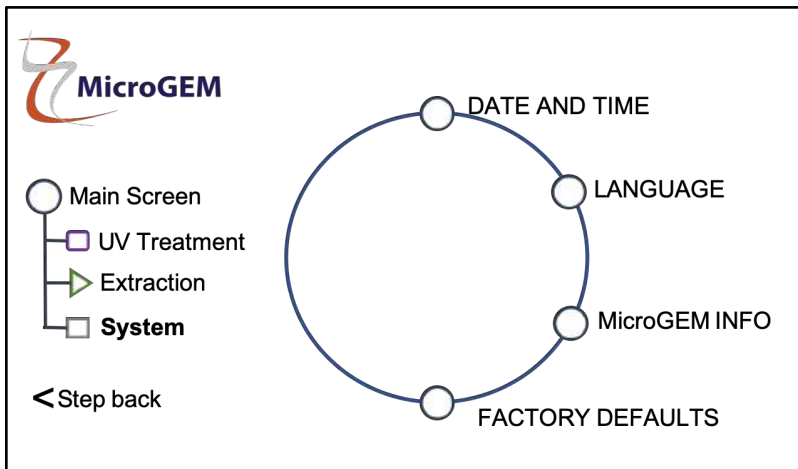 MicroGEM
Main Screen
UV Treatment
Extraction
System
< Step back
DATE AND TIME
LANGUAGE
MicroGEM INFO
FACTORY DEFAULTS